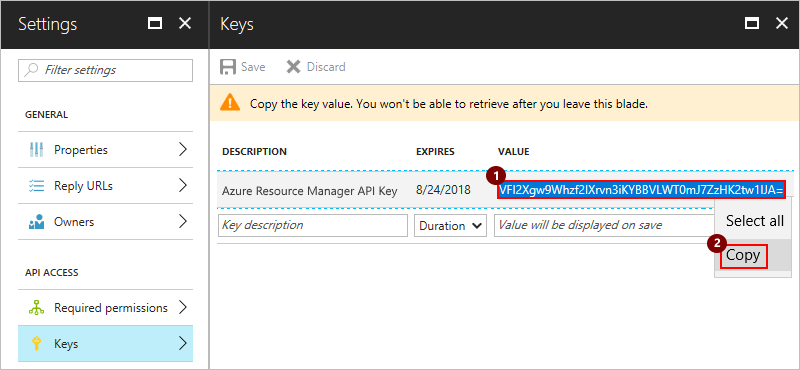 Settings
Filter settings
GENERAL
Properties
Reply URLs
Owners
API ACCESS
Required permissions
Keys
Keys
Save Discard
Copy the key value. You won't be able to retrieve after you leave this blade.
DESCRIPTION EXPIRES VALUE
1
Azure Resource Manager API Key 8/24/2018 VFI2Xgw9Whzf2IXrvn3iKYBBVLWT0mJ7ZzHK2tw1IJA=
Key description Duration Value will be displayed on save
Select all
2
Copy